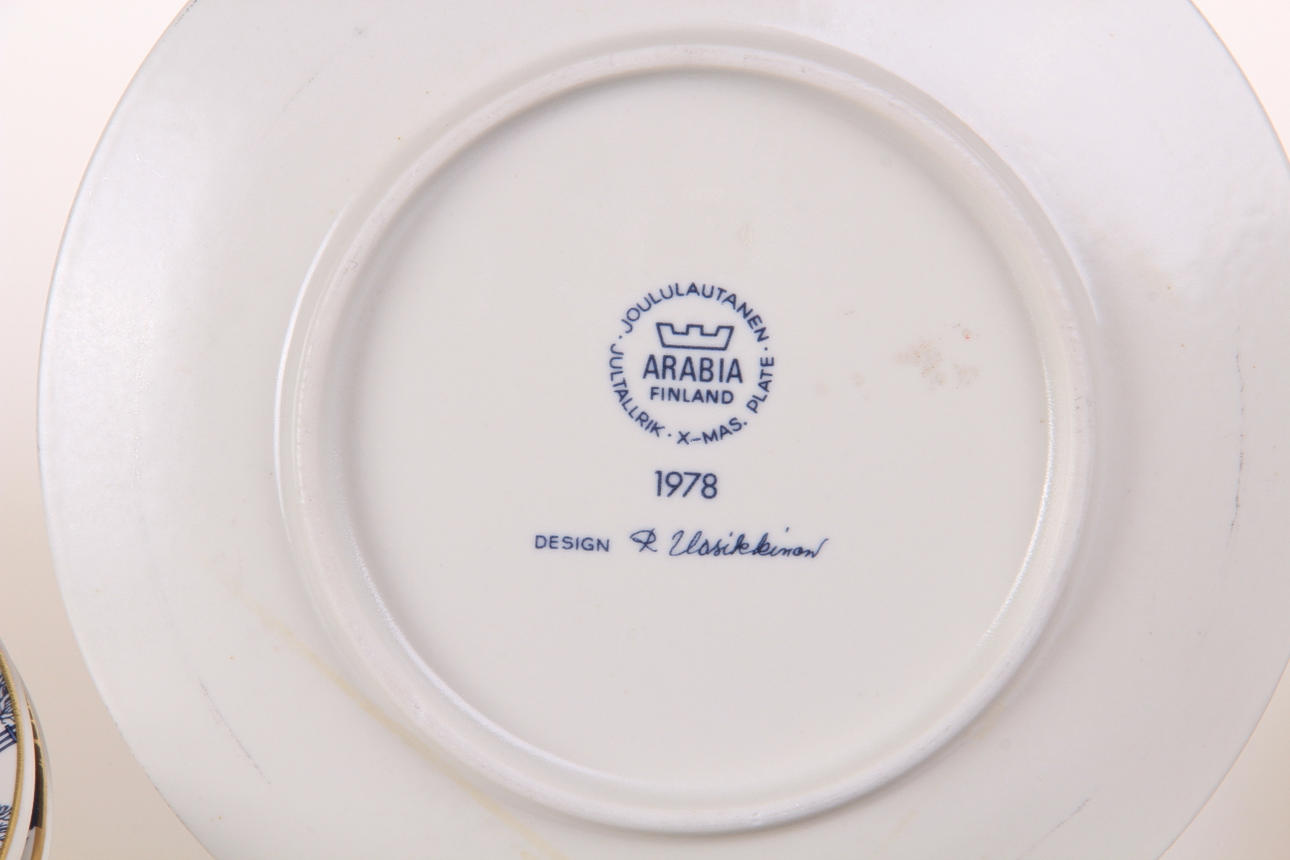 JOULULAUTANEN · X-MAS. PLATE · JULTALLRIK ·
ARABIA
FINLAND
1978
DESIGN R Uosikkinen